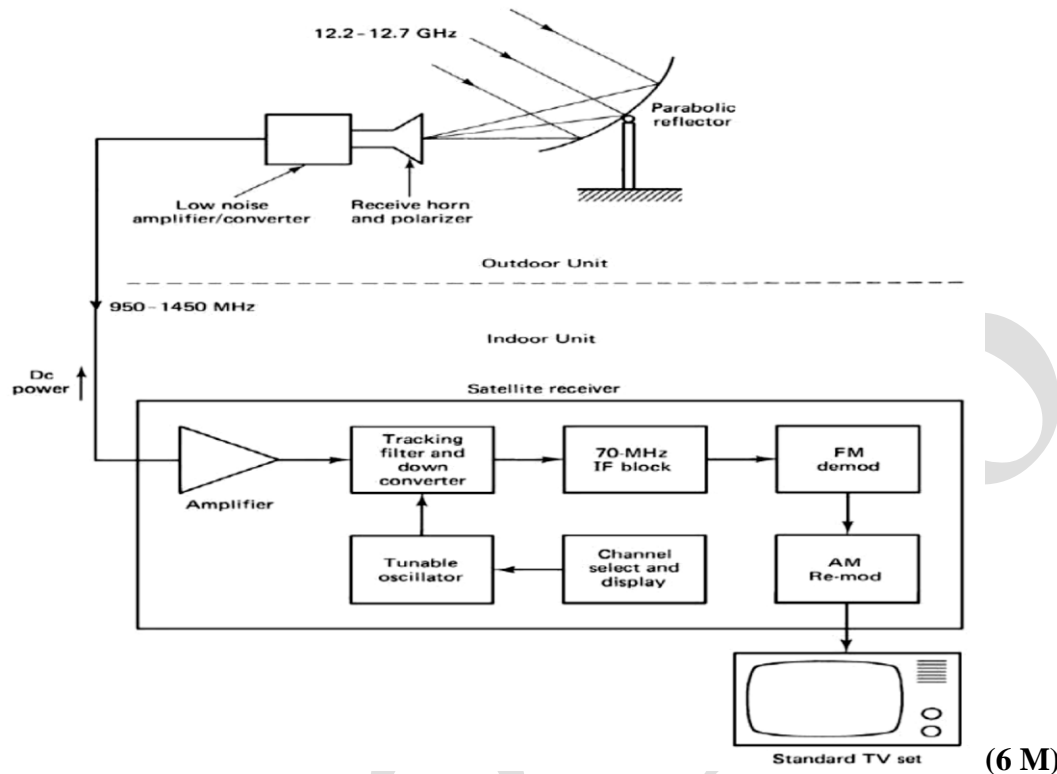 12.2-12.7 GHz
Parabolic
reflector
Low noise
amplifier/converter
Receive horn
and polarizer
Outdoor Unit
950-1450 MHz
Indoor Unit
Dc
power
Satellite receiver
Amplifier
Tracking
filter and
down
converter
70-MHz
IF block
FM
demod
Tunable
oscillator
Channel
select and
display
AM
Re-mod
Standard TV set
(6 M)